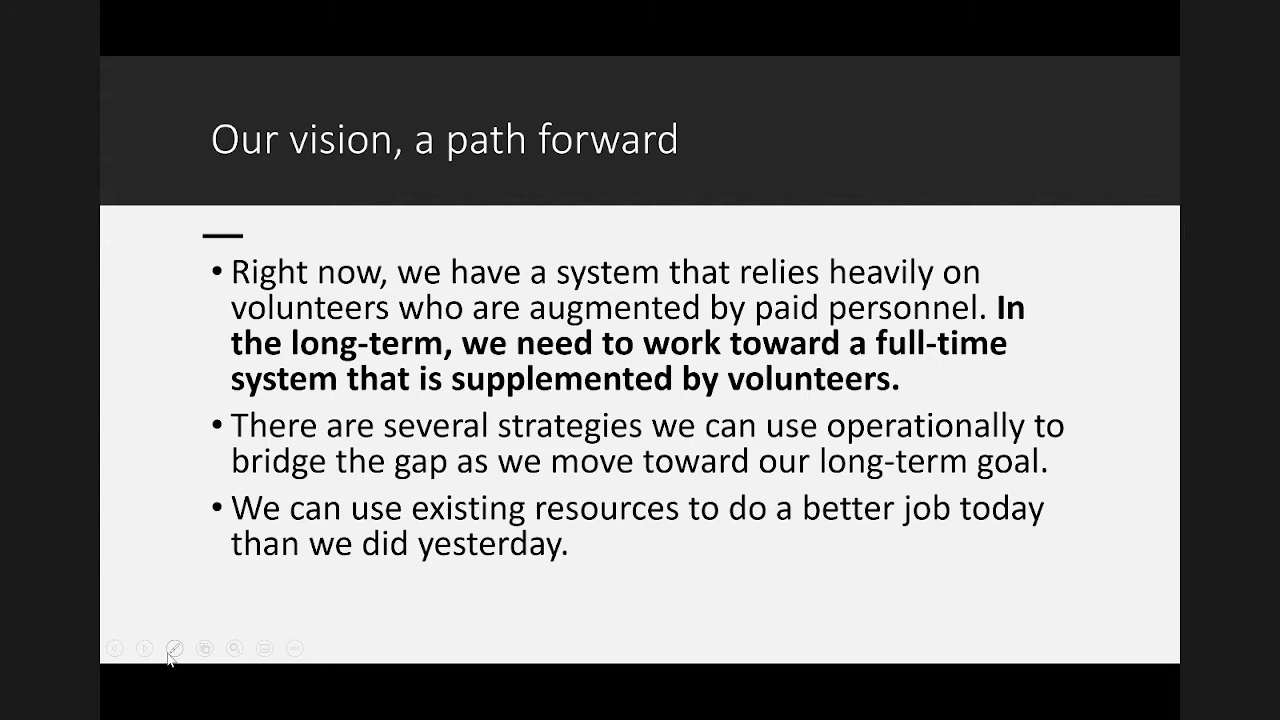 Our vision, a path forward
• Right now, we have a system that relies heavily on
volunteers who are augmented by paid personnel. In
the long-term, we need to work toward a full-time
system that is supplemented by volunteers.
• There are several strategies we can use operationally to
bridge the gap as we move toward our long-term goal.
• We can use existing resources to do a better job today
than we did yesterday.